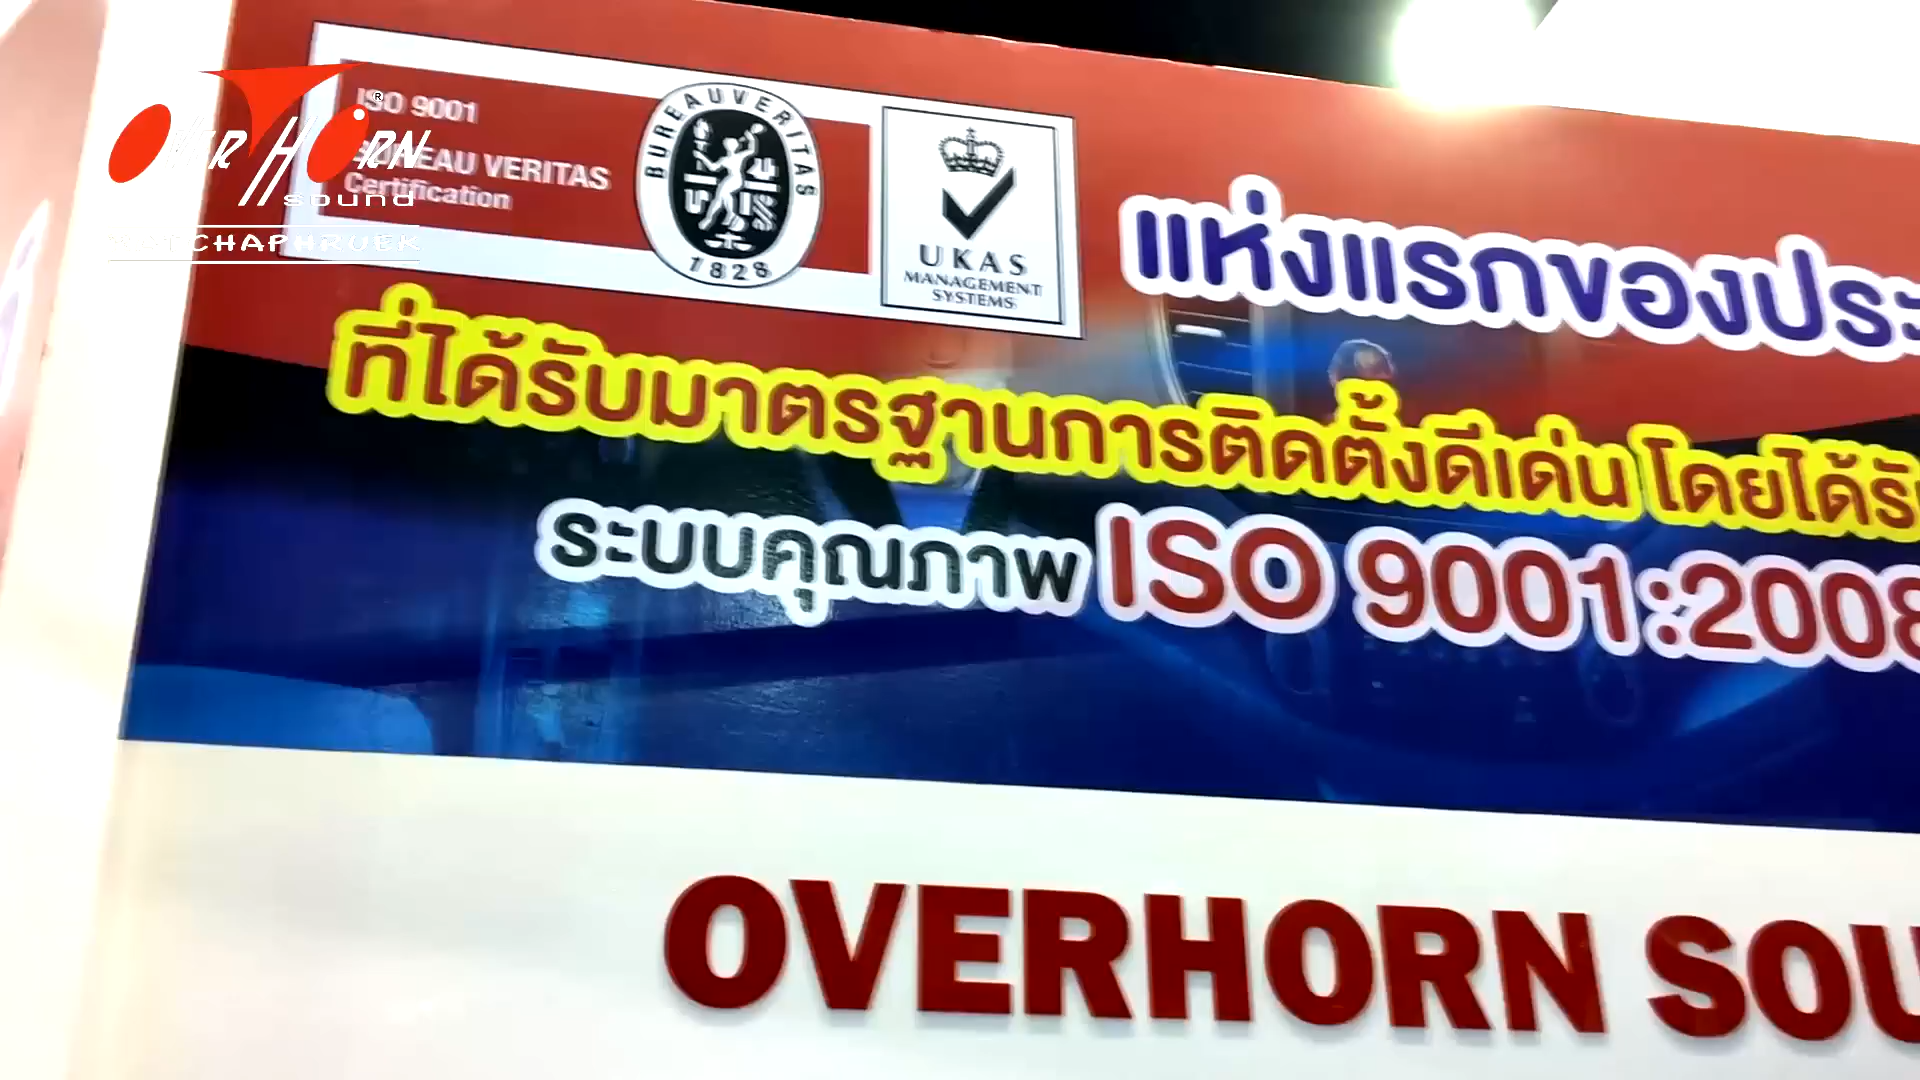 OVERHORN
sound
RATCHAPHRUEK
ISO 9001
BUREAU VERITAS
Certification
BUREAU VERITAS
1828
UKAS
MANAGEMENT
SYSTEMS
แห่งแรกของประ
ที่ได้รับมาตรฐานการติดตั้งดีเด่น โดยได้รั
ระบบคุณภาพ ISO 9001:2008
OVERHORN SOU